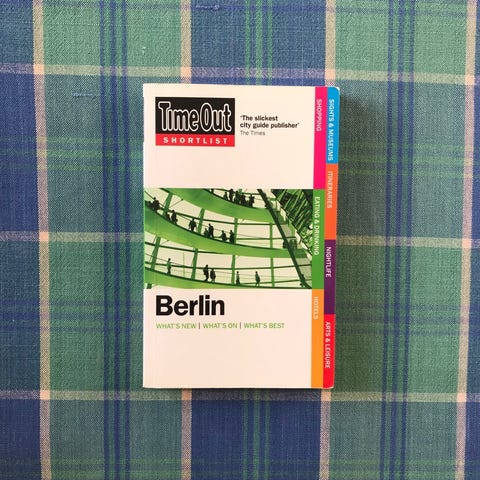 Time Out
SHORTLIST
'The slickest
city guide publisher'
The Times
Berlin
WHAT'S NEW | WHAT'S ON | WHAT'S BEST
SHOPPING
SIGHTS & MUSEUMS
ITINERARIES
EATING & DRINKING
NIGHTLIFE
HOTELS
ARTS & LEISURE